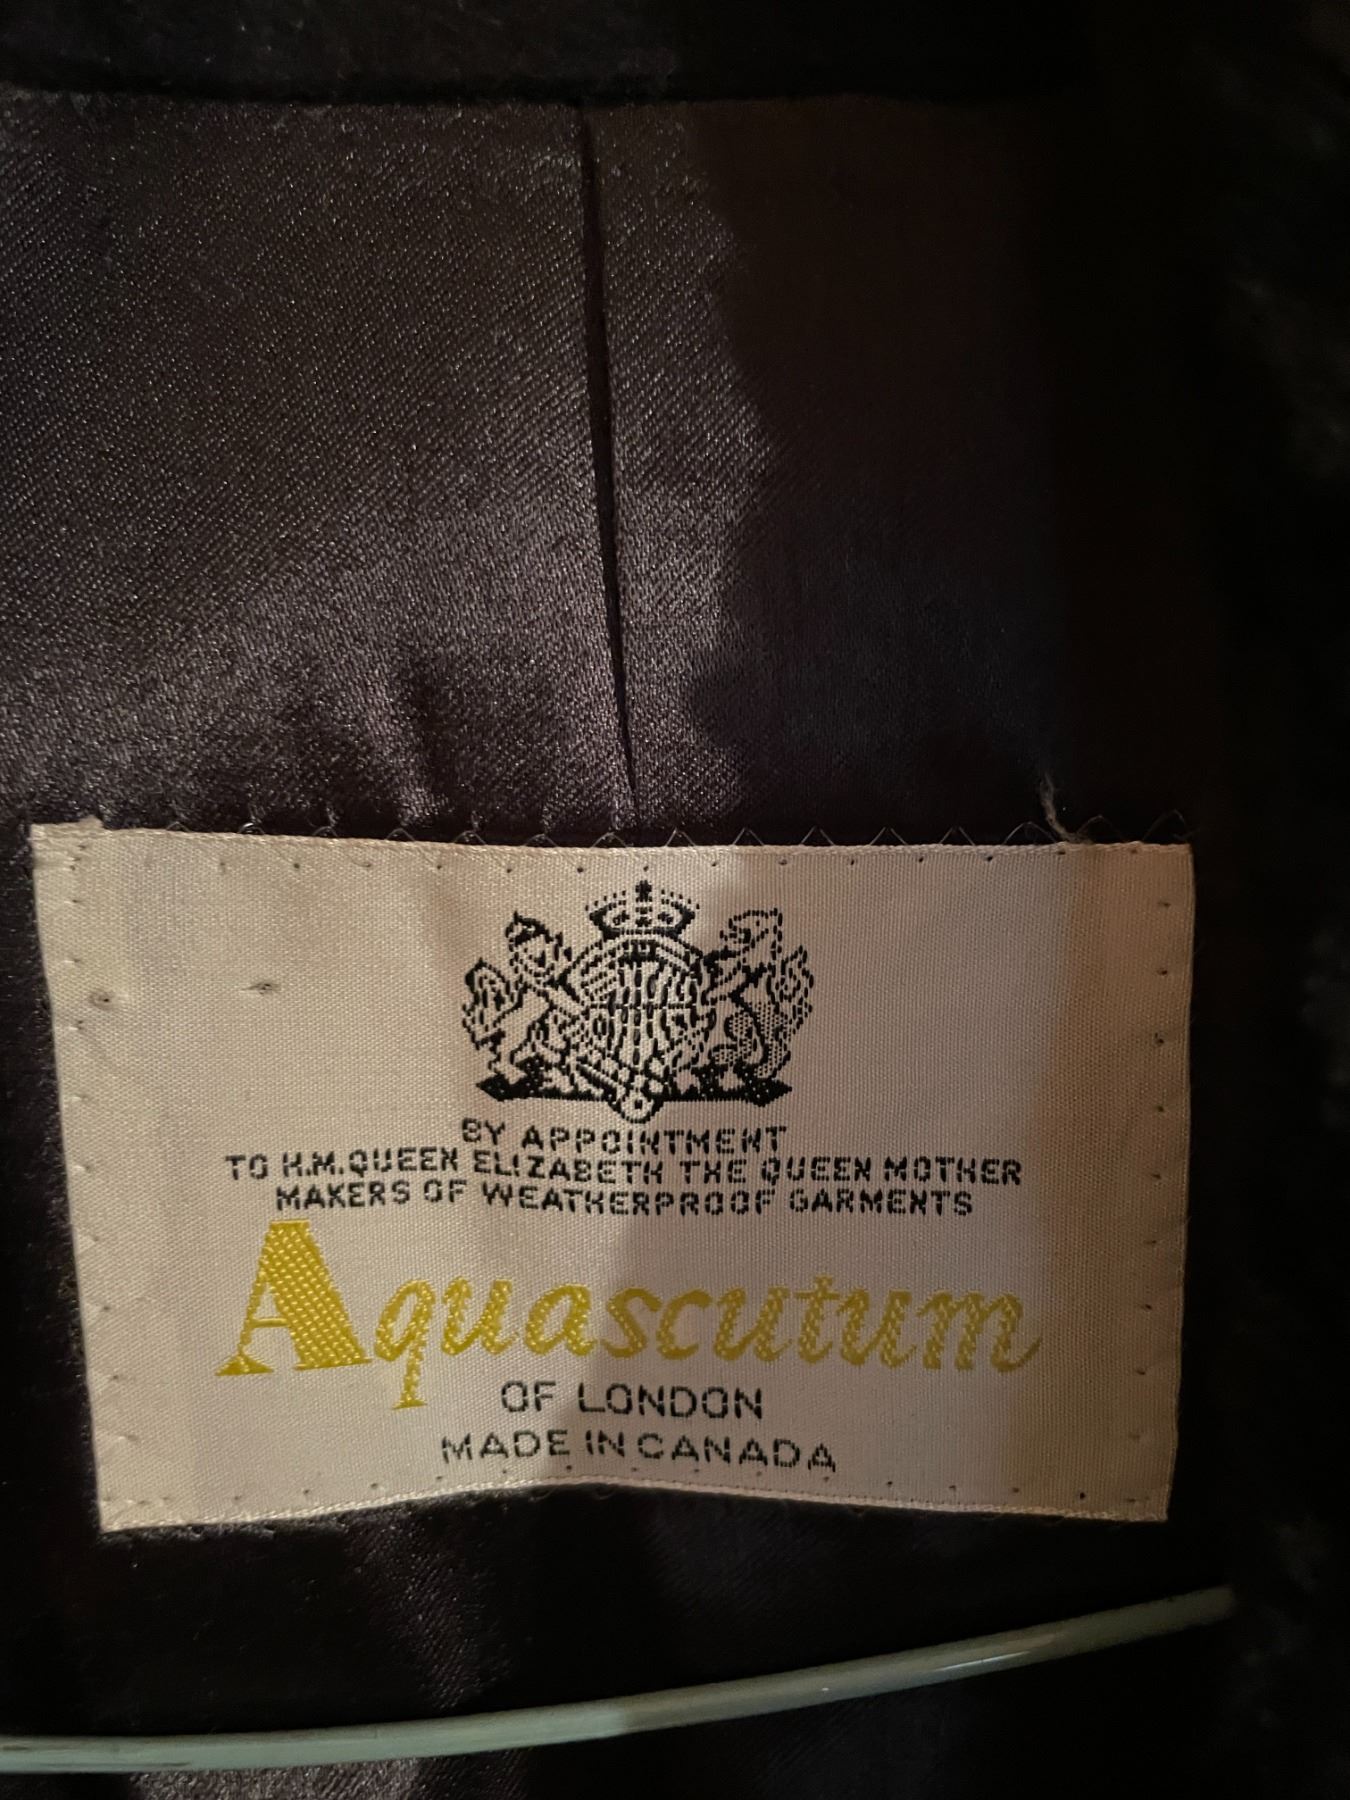 BY APPOINTMENT
TO H.M. QUEEN ELIZABETH THE QUEEN MOTHER
MAKERS OF WEATHERPROOF GARMENTS
Aquascutum
OF LONDON
MADE IN CANADA